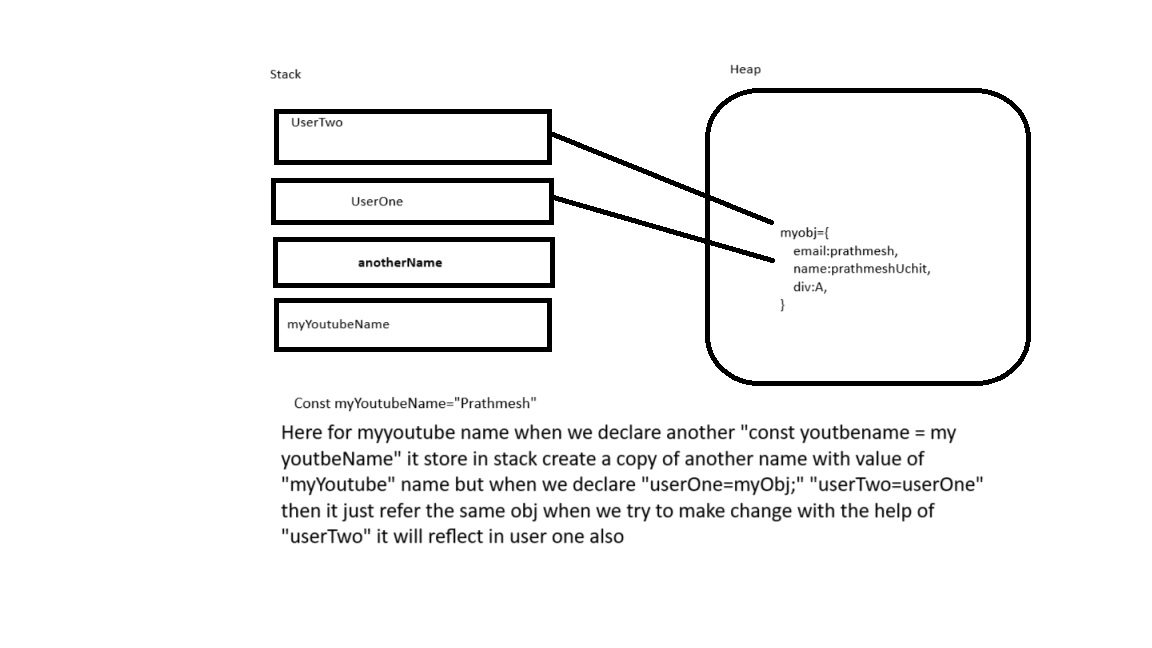 Stack
Heap
UserTwo
UserOne
anotherName
myYoutubeName
myobj={
email:prathmesh,
name:prathmeshUchit,
div:A,
}
Const myYoutubeName="Prathmesh"
Here for myyoutube name when we declare another "const youtbename = my
youtbeName" it store in stack create a copy of another name with value of
"myYoutube" name but when we declare "userOne=myObj;" "userTwo=userOne"
then it just refer the same obj when we try to make change with the help of
"userTwo" it will reflect in user one also